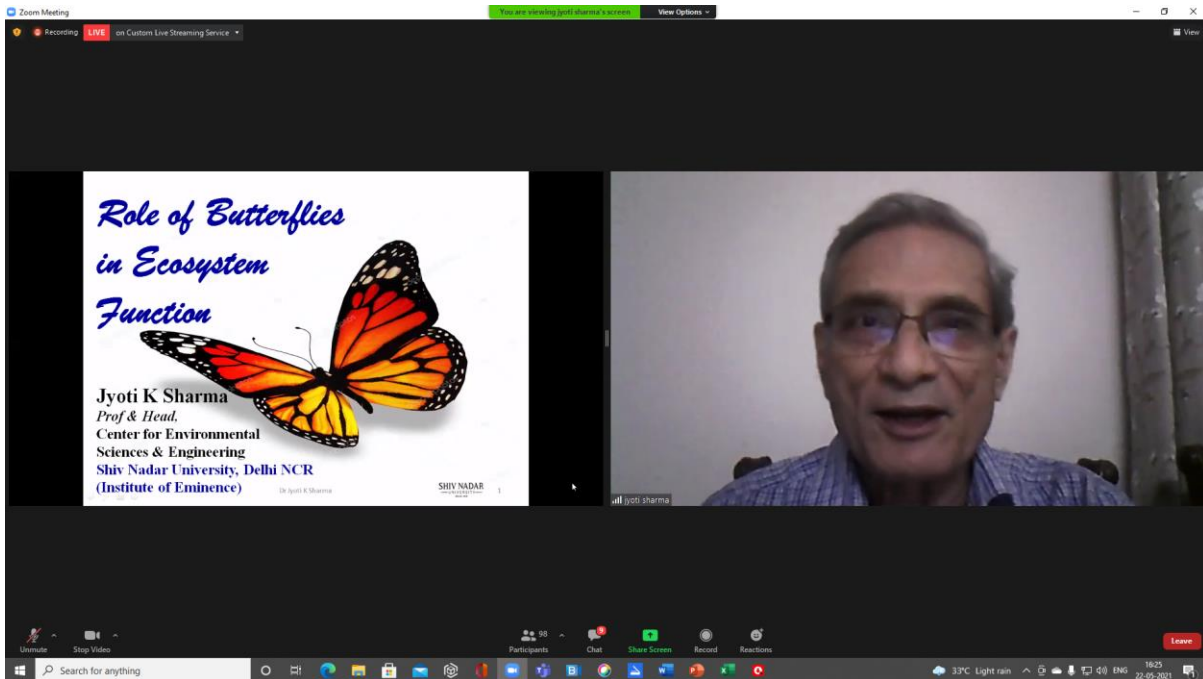 Zoom Meeting
You are viewing jyoti sharma's screen
View Options
Recording
LIVE
on Custom Live Streaming Service
View
Role of Butterflies
in Ecosystem
Function
Jyoti K Sharma
Prof & Head,
Center for Environmental
Sciences & Engineering
Shiv Nadar University, Delhi NCR
(Institute of Eminence)
Dr Jyoti K Sharma
SHIV NADAR
1
jyoti sharma
Unmute
Stop Video
98
Participants
9
Chat
Share Screen
Record
Reactions
Leave
Search for anything
33°C Light rain
ENG
16:25
22-05-2021